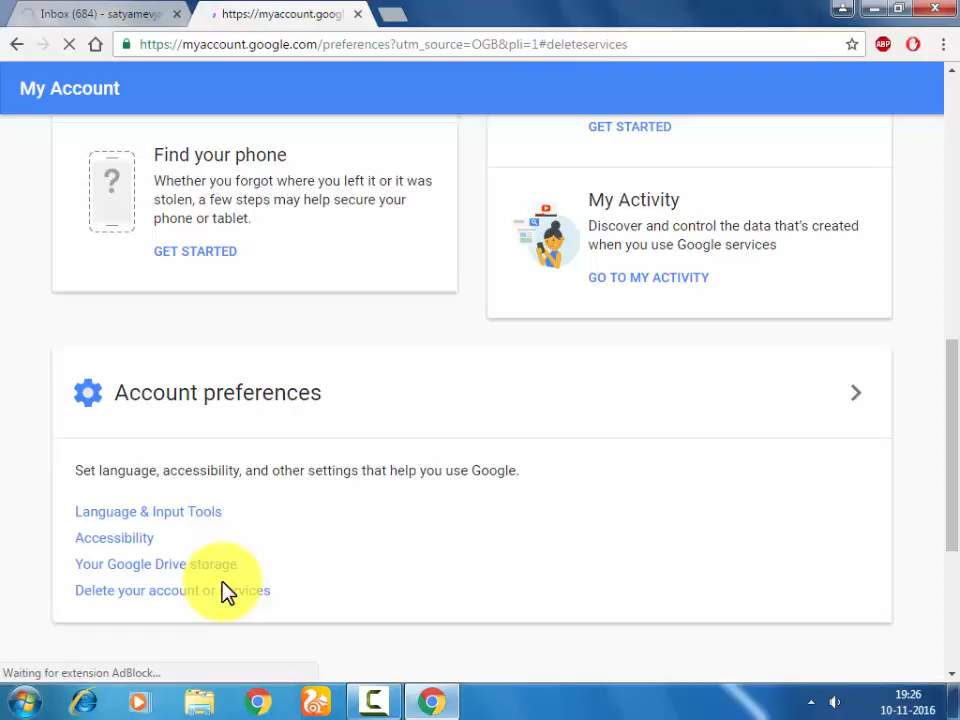 Inbox (684) - satyamevja
https://myaccount.goog
https://myaccount.google.com/preferences?utm_source=OGB&pli=1#deleteservices
ABP
My Account
GET STARTED
Find your phone
Whether you forgot where you left it or it was
stolen, a few steps may help secure your
phone or tablet.
GET STARTED
My Activity
Discover and control the data that's created
when you use Google services
GO TO MY ACTIVITY
Account preferences
Set language, accessibility, and other settings that help you use Google.
Language & Input Tools
Accessibility
Your Google Drive storage
Delete your account or services
Waiting for extension AdBlock...
19:26
10-11-2016